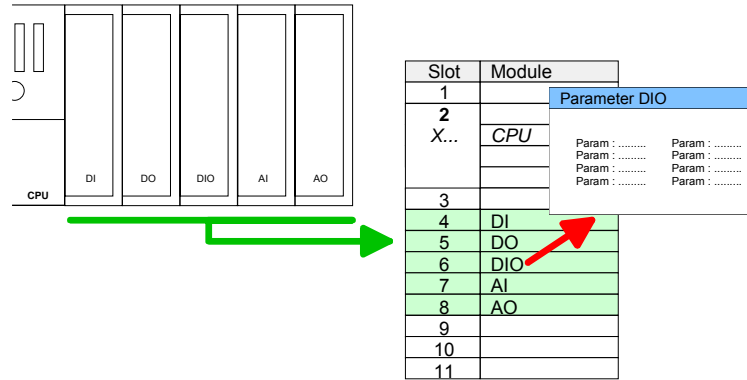 DI DO DIO AI AO
CPU
Slot Module
1
2
X... CPU
3
4 DI
5 DO
6 DIO
7 AI
8 AO
9
10
11
Parameter DIO
Param : ......... Param : .........
Param : ......... Param : .........
Param : ......... Param : .........
Param : ......... Param : .........